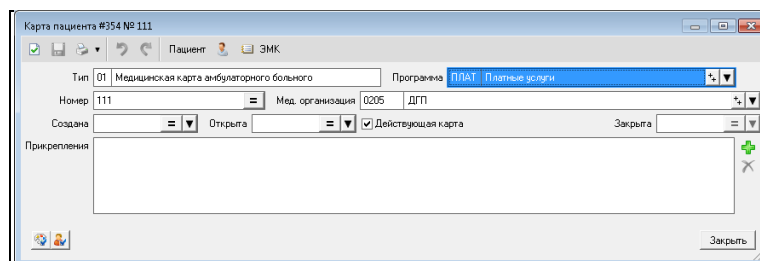 Карта пациента #354 № 111
Пациент ЭМК
Тип 01 Медицинская карта амбулаторного больного Программа ПЛАТ Платные услуги
Номер 111 = Мед. организация 0205 ДГП
Создана = Открыта = Действующая карта Закрыта =
Прикрепления
Закрыть